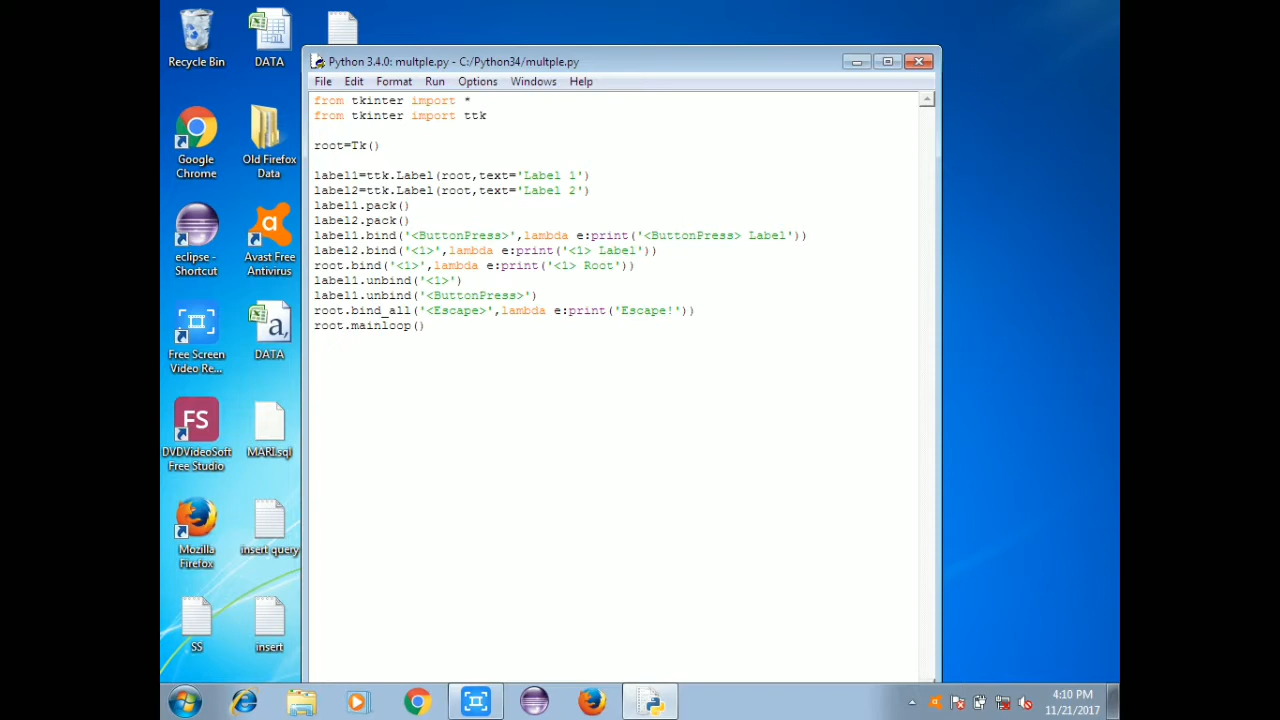 Recycle Bin
DATA
Google
Chrome
Old Firefox
Data
eclipse -
Shortcut
Avast Free
Antivirus
Free Screen
Video Re...
DATA
a,
FS
DVDVideoSoft
Free Studio
MARI.sql
Mozilla
Firefox
insert query
SS
insert
Python 3.4.0: multple.py - C:/Python34/multple.py
File Edit Format Run Options Windows Help
from tkinter import *
from tkinter import ttk
root=Tk()
label1=ttk.Label(root,text='Label 1')
label2=ttk.Label(root,text='Label 2')
label1.pack()
label2.pack()
label1.bind('<ButtonPress>',lambda e:print('<ButtonPress> Label'))
label2.bind('<1>',lambda e:print('<1> Label'))
root.bind('<1>',lambda e:print('<1> Root'))
label1.unbind('<1>')
label1.unbind('<ButtonPress>')
root.bind_all('<Escape>',lambda e:print('Escape!'))
root.mainloop()
4:10 PM
11/21/2017